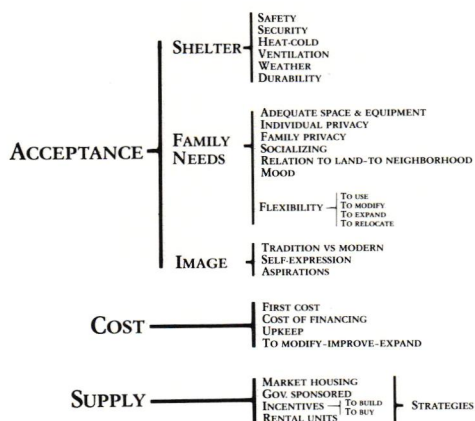 ACCEPTANCE
SHELTER
SAFETY
SECURITY
HEAT-COLD
VENTILATION
WEATHER
DURABILITY
FAMILY NEEDS
ADEQUATE SPACE & EQUIPMENT
INDIVIDUAL PRIVACY
FAMILY PRIVACY
SOCIALIZING
RELATION TO LAND-TO NEIGHBORHOOD
MOOD
FLEXIBILITY
TO USE
TO MODIFY
TO EXPAND
TO RELOCATE
IMAGE
TRADITION VS MODERN
SELF-EXPRESSION
ASPIRATIONS
COST
FIRST COST
COST OF FINANCING
UPKEEP
TO MODIFY-IMPROVE-EXPAND
SUPPLY
MARKET HOUSING
GOV. SPONSORED
INCENTIVES
TO BUILD
TO BUY
RENTAL UNITS
STRATEGIES